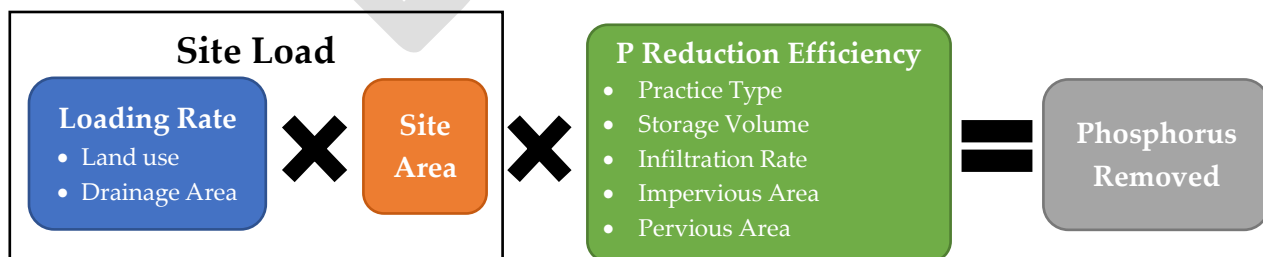 Site Load
Loading Rate
• Land use
• Drainage Area
Site
Area
P Reduction Efficiency
• Practice Type
• Storage Volume
• Infiltration Rate
• Impervious Area
• Pervious Area
Phosphorus
Removed